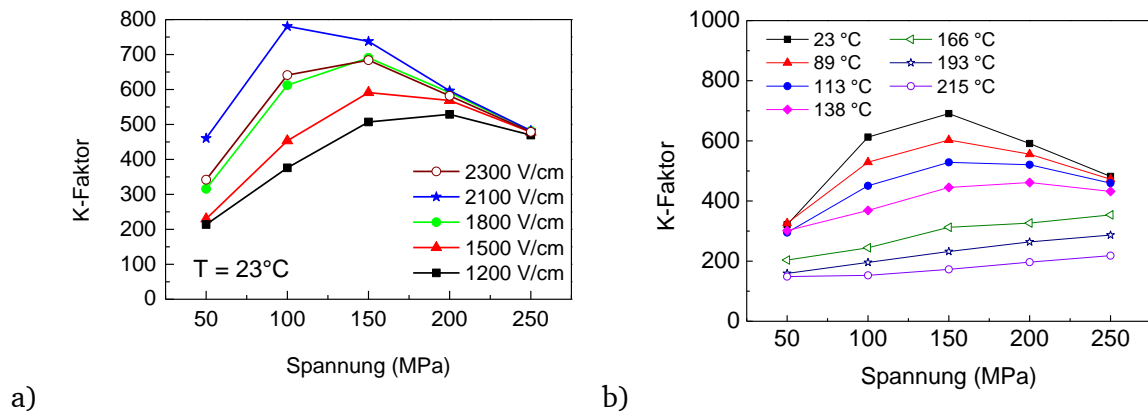 800
700
600
500
400
300
200
100
0
K-Faktor
2300 V/cm
2100 V/cm
1800 V/cm
1500 V/cm
1200 V/cm
T = 23°C
50 100 150 200 250
Spannung (MPa)
a)
1000
800
600
400
200
0
K-Faktor
23 °C 166 °C
89 °C 193 °C
113 °C 215 °C
138 °C
50 100 150 200 250
Spannung (MPa)
b)